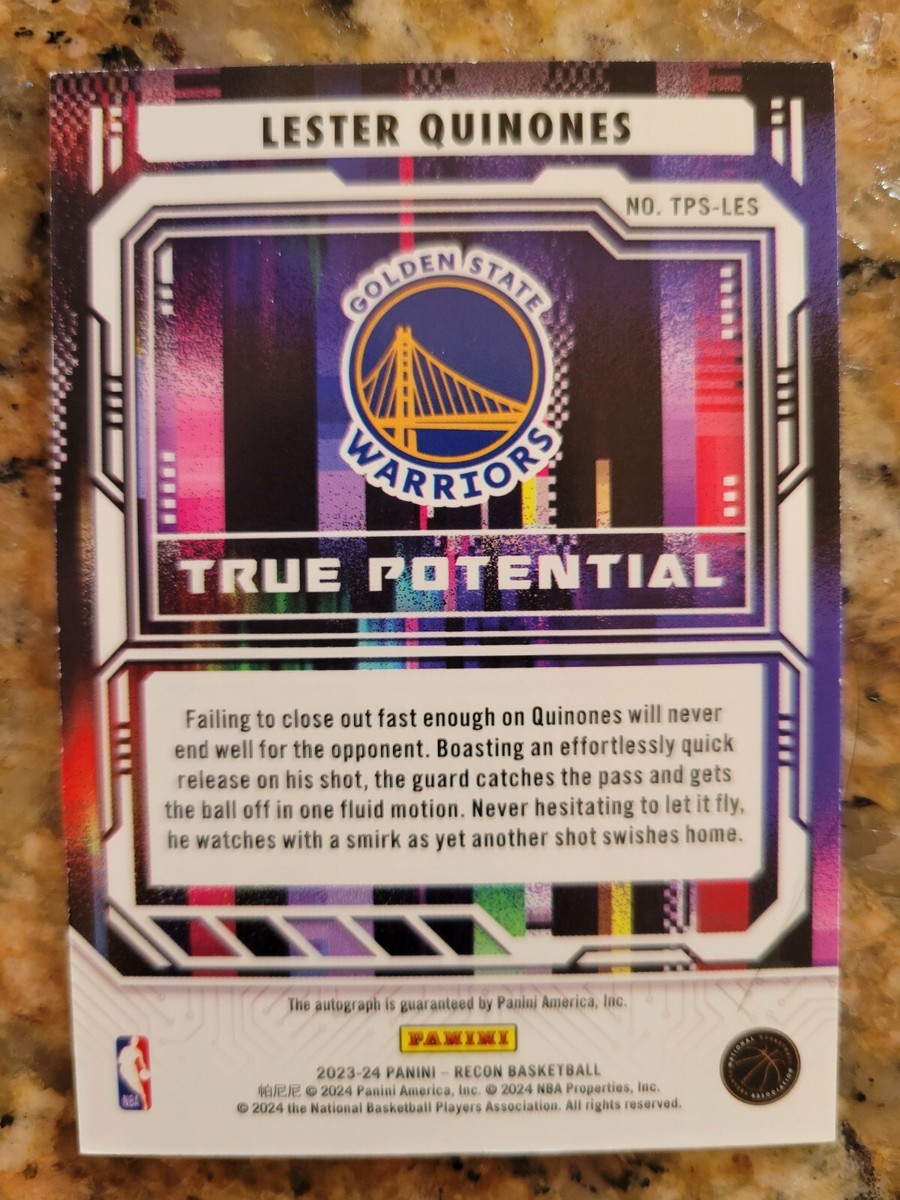 LESTER QUINONES
NO. TPS-LES
GOLDEN STATE
WARRIORS
TRUE POTENTIAL
Failing to close out fast enough on Quinones will never
end well for the opponent. Boasting an effortlessly quick
release on his shot, the guard catches the pass and gets
the ball off in one fluid motion. Never hesitating to let it fly,
he watches with a smirk as yet another shot swishes home.
The autograph is guaranteed by Panini America, Inc.
PANINI
2023-24 PANINI – RECON BASKETBALL
帕尼尼 © 2024 Panini America, Inc. © 2024 NBA Properties, Inc.
© 2024 the National Basketball Players Association. All rights reserved.
NBA
NATIONAL BASKETBALL
ASSOCIATION